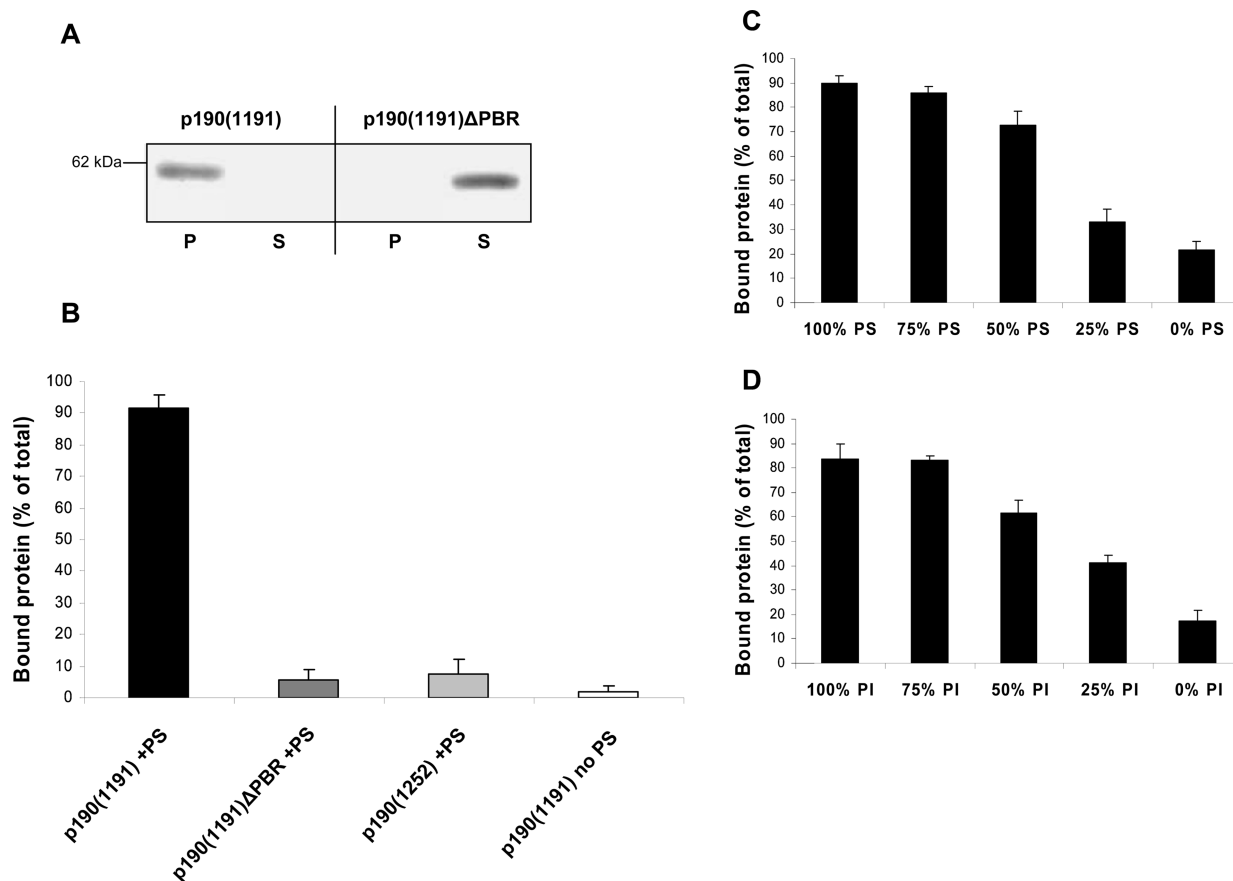 A
p190(1191) p190(1191)ΔPBR
62 kDa
P S P S
B
Bound protein (% of total)
100
90
80
70
60
50
40
30
20
10
0
p190(1191) +PS
p190(1191)ΔPBR +PS
p190(1252) +PS
p190(1191) no PS
C
Bound protein (% of total)
100
90
80
70
60
50
40
30
20
10
0
100% PS 75% PS 50% PS 25% PS 0% PS
D
Bound protein (% of total)
100
90
80
70
60
50
40
30
20
10
0
100% PI 75% PI 50% PI 25% PI 0% PI